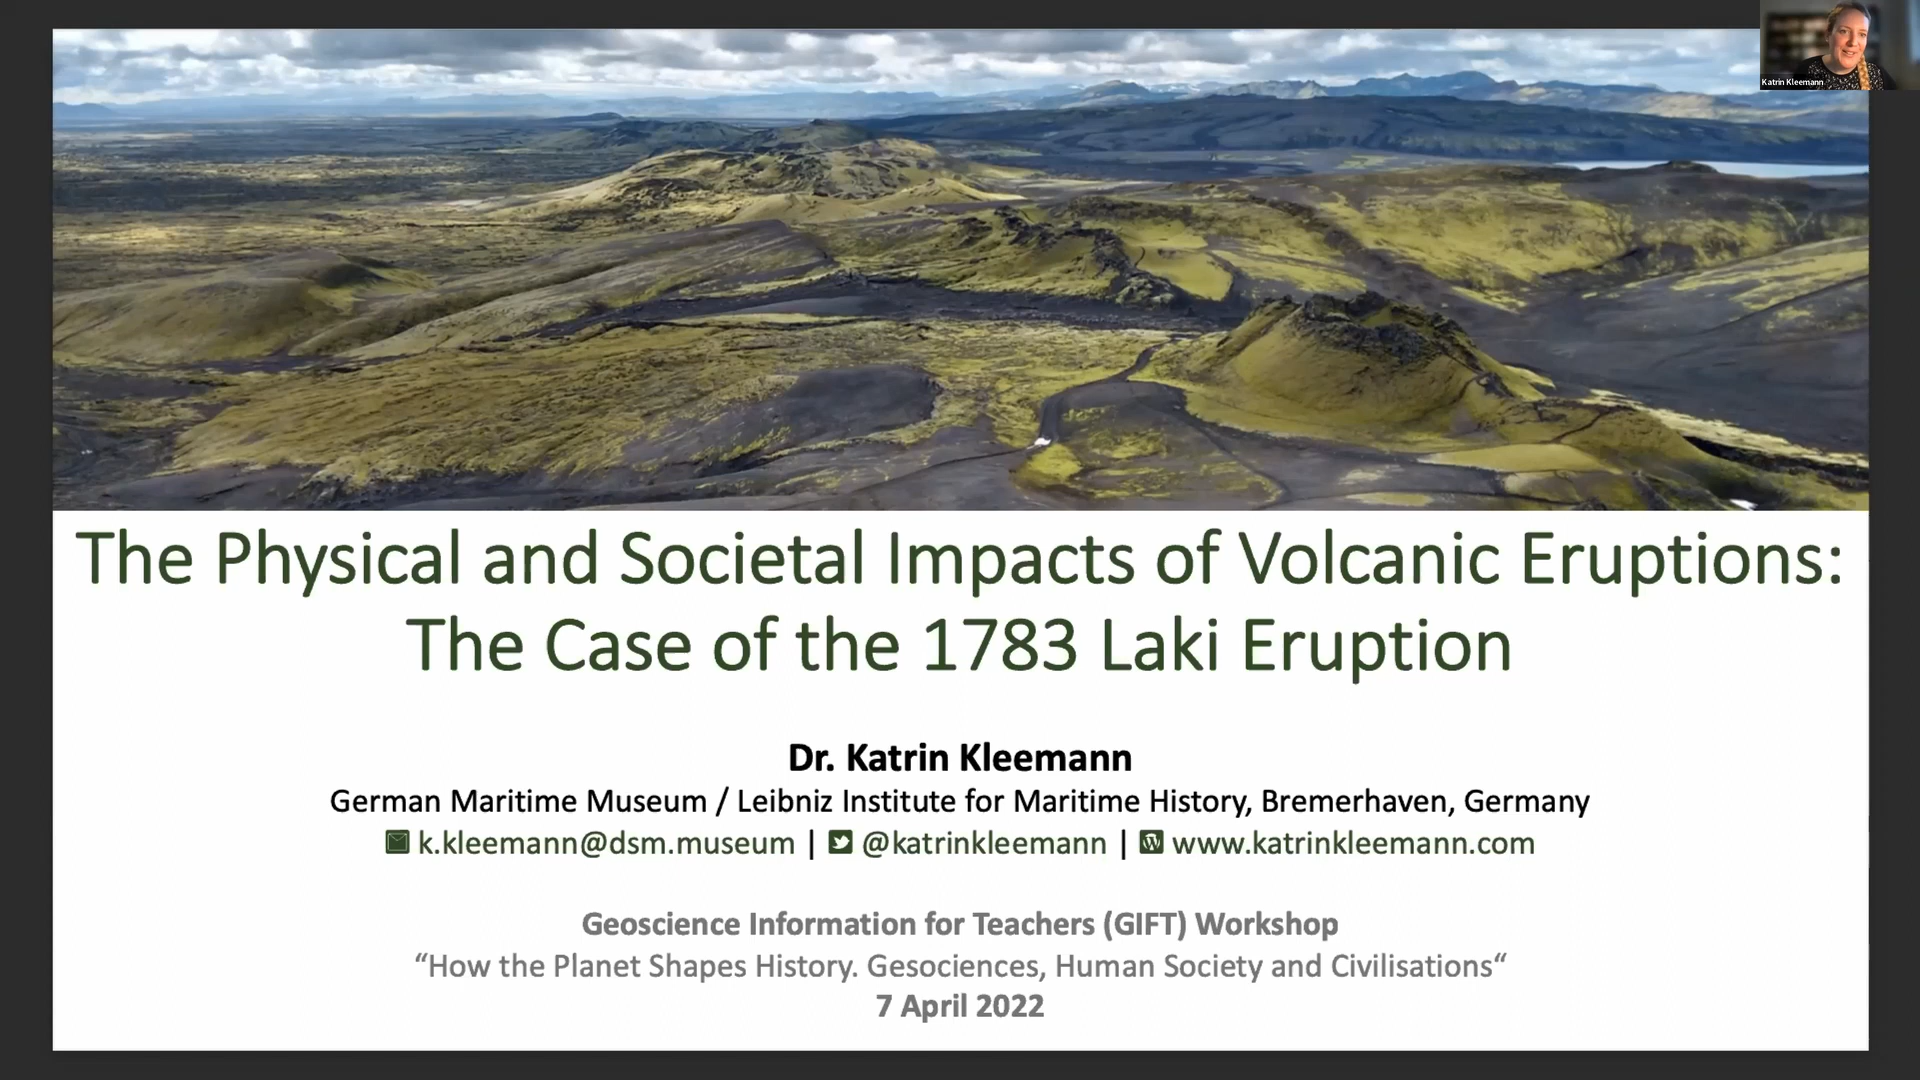 Katrin Kleemann
The Physical and Societal Impacts of Volcanic Eruptions:
The Case of the 1783 Laki Eruption
Dr. Katrin Kleemann
German Maritime Museum / Leibniz Institute for Maritime History, Bremerhaven, Germany
k.kleemann@dsm.museum | @katrinkleemann | www.katrinkleemann.com
Geoscience Information for Teachers (GIFT) Workshop
“How the Planet Shapes History. Gesociences, Human Society and Civilisations“
7 April 2022